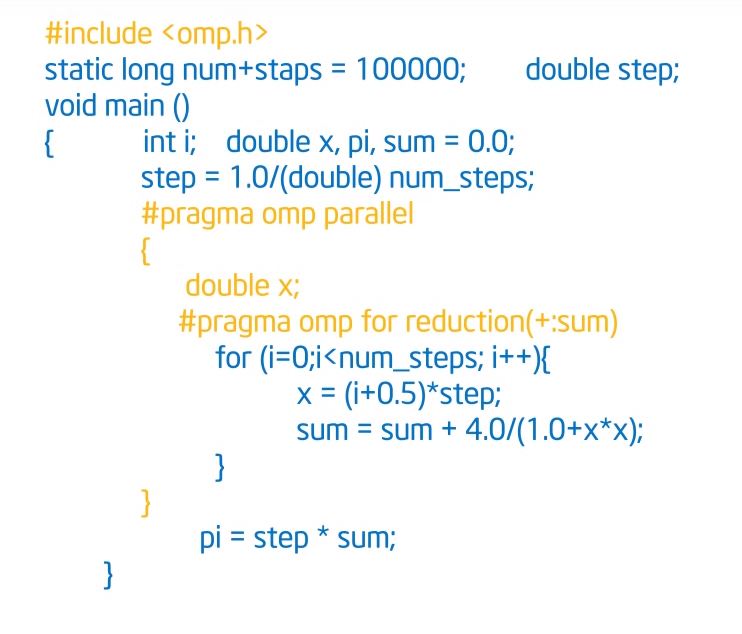 #include <omp.h>
static long num+staps = 100000; double step;
void main ()
{ int i; double x, pi, sum = 0.0;
step = 1.0/(double) num_steps;
#pragma omp parallel
{
double x;
#pragma omp for reduction(+:sum)
for (i=0;i<num_steps; i++){
x = (i+0.5)*step;
sum = sum + 4.0/(1.0+x*x);
}
}
pi = step * sum;
}